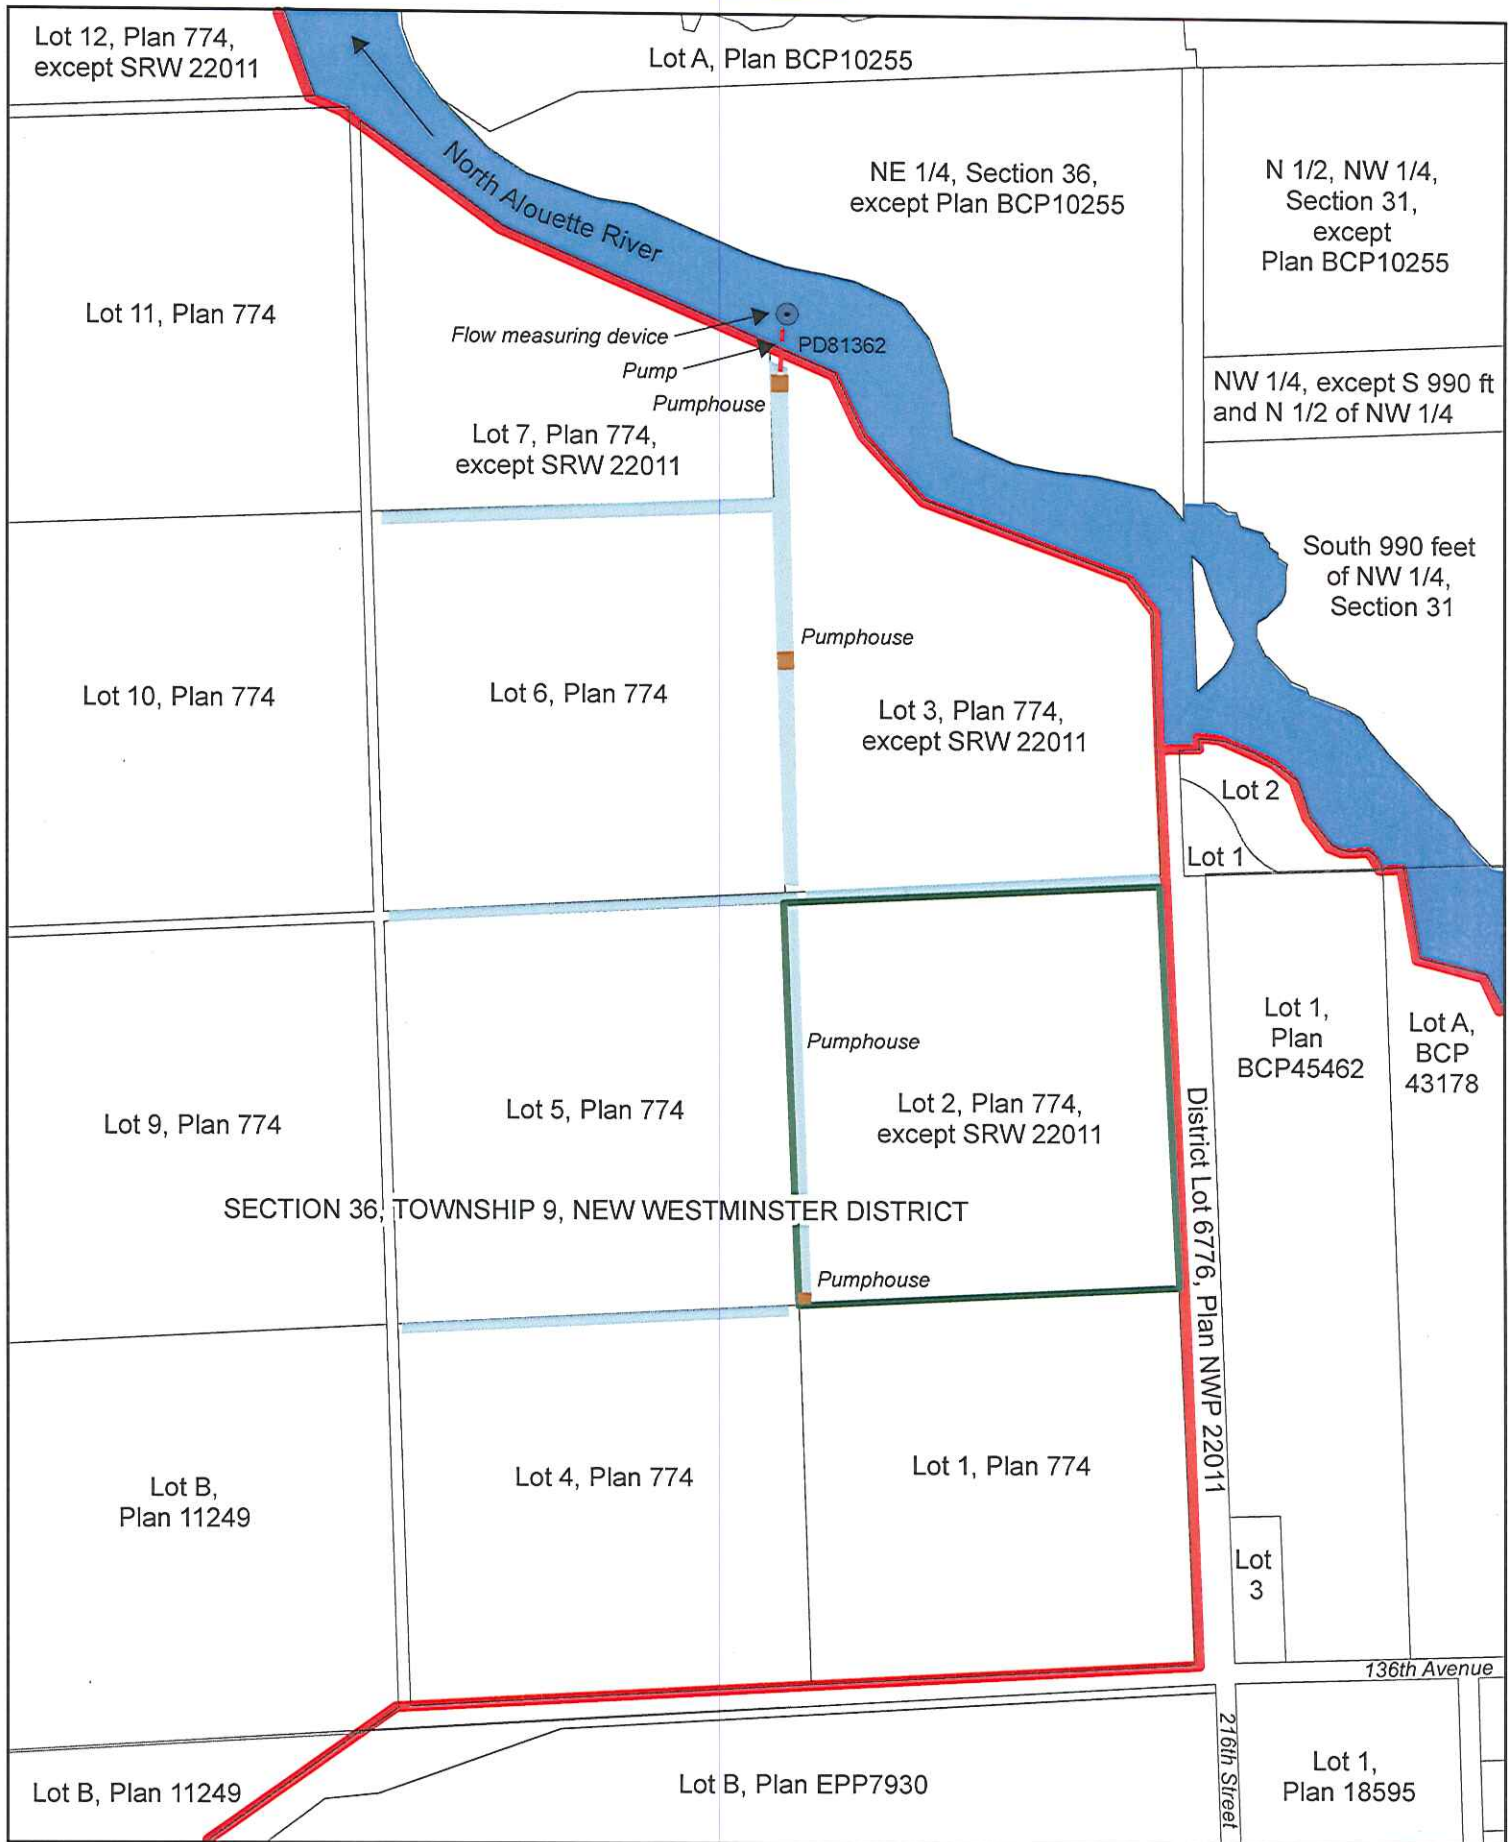 Lot 12, Plan 774,
except SRW 22011
Lot A, Plan BCP10255
North Alouette River
NE 1/4, Section 36,
except Plan BCP10255
N 1/2, NW 1/4,
Section 31,
except
Plan BCP10255
Lot 11, Plan 774
Flow measuring device
PD81362
Pump
Pumphouse
NW 1/4, except S 990 ft
and N 1/2 of NW 1/4
Lot 7, Plan 774,
except SRW 22011
South 990 feet
of NW 1/4,
Section 31
Pumphouse
Lot 10, Plan 774
Lot 6, Plan 774
Lot 3, Plan 774,
except SRW 22011
Lot 2
Lot 1
Lot 1,
Plan
BCP45462
Lot A,
BCP
43178
Pumphouse
Lot 9, Plan 774
Lot 5, Plan 774
Lot 2, Plan 774,
except SRW 22011
District Lot 6776, Plan NWP 22011
SECTION 36, TOWNSHIP 9, NEW WESTMINSTER DISTRICT
Pumphouse
Lot B,
Plan 11249
Lot 4, Plan 774
Lot 1, Plan 774
Lot
3
136th Avenue
216th Street
Lot B, Plan 11249
Lot B, Plan EPP7930
Lot 1,
Plan 18595